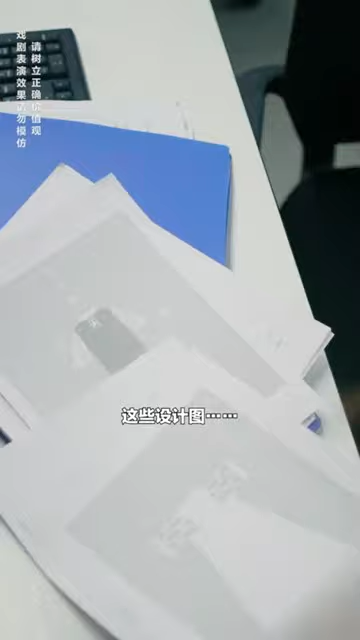 请树立正确价值观
戏剧表演效果请勿模仿
这些设计图……